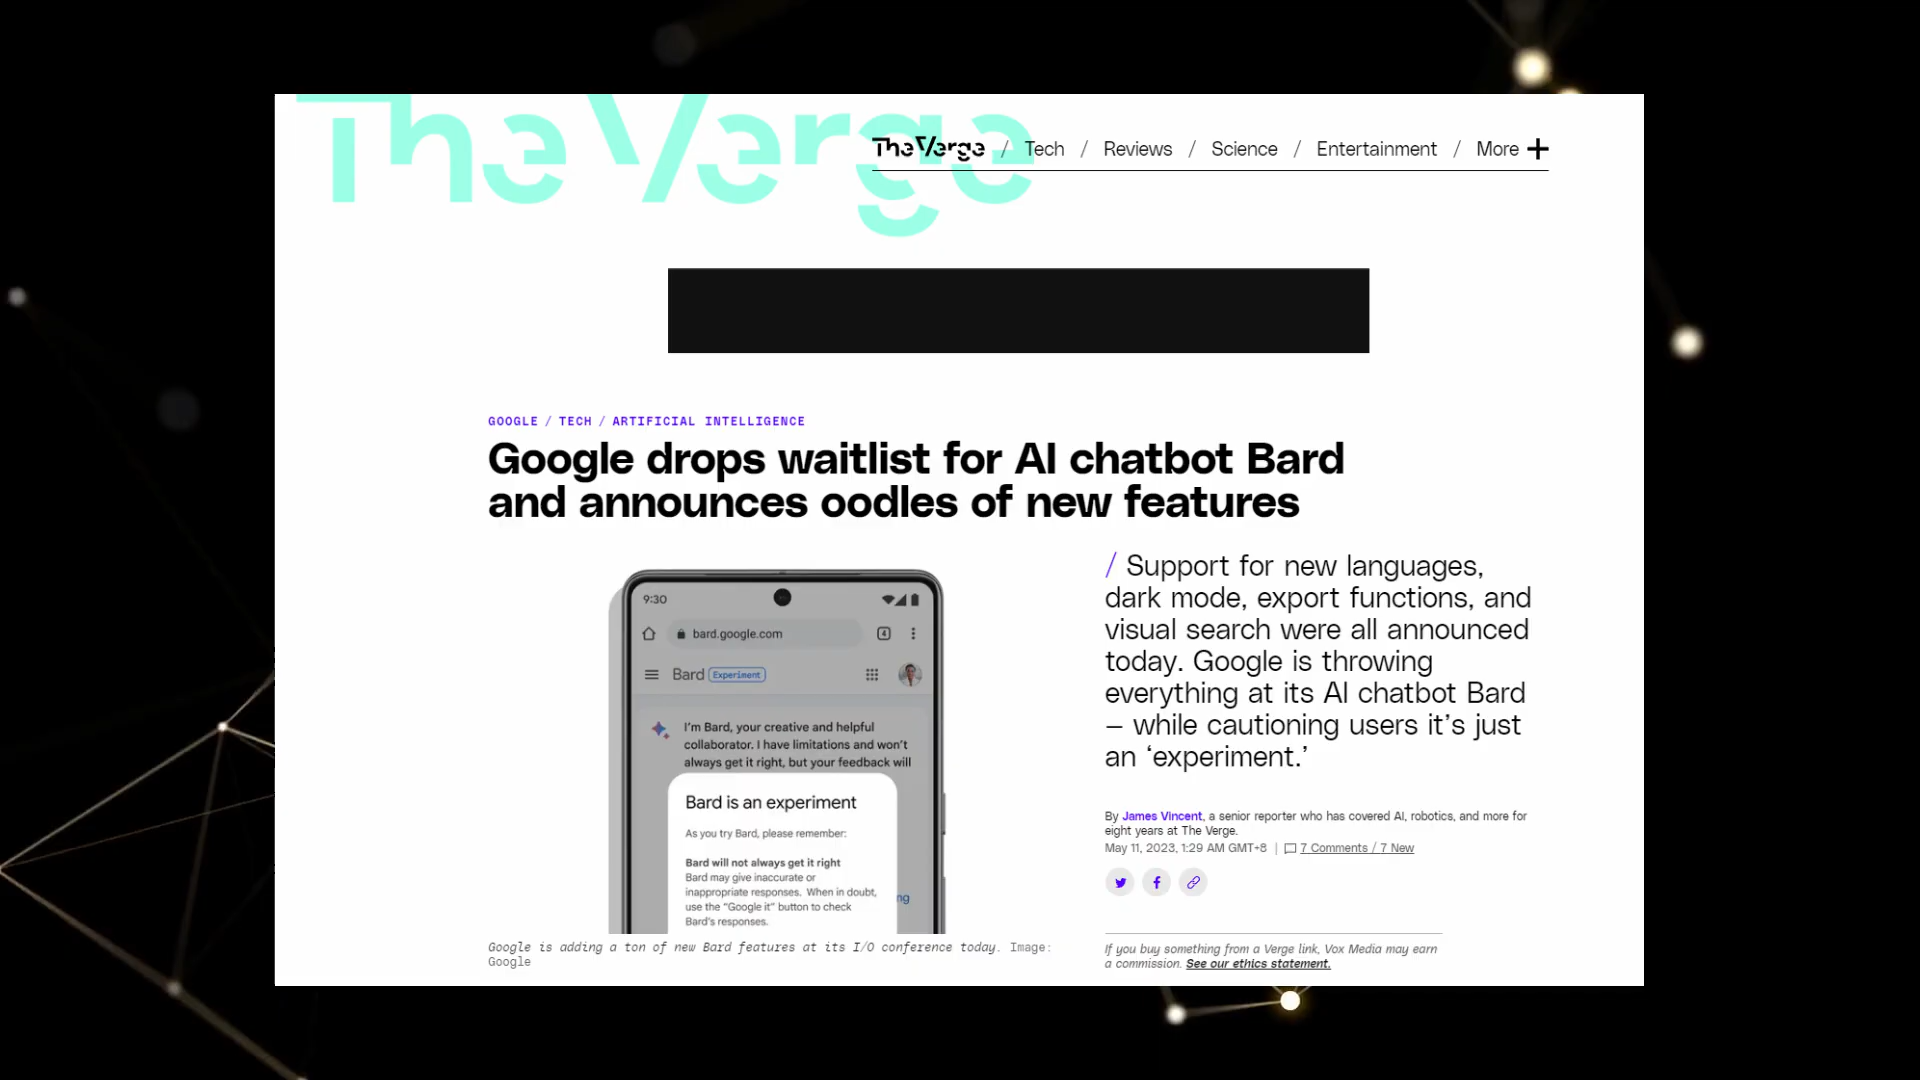 The Verge
The Verge / Tech / Reviews / Science / Entertainment / More +
GOOGLE / TECH / ARTIFICIAL INTELLIGENCE
Google drops waitlist for AI chatbot Bard
and announces oodles of new features
9:30
bard.google.com
4
Bard Experiment
I'm Bard, your creative and helpful
collaborator. I have limitations and won't
always get it right, but your feedback will
Bard is an experiment
As you try Bard, please remember:
Bard will not always get it right
Bard may give inaccurate or
inappropriate responses. When in doubt,
use the "Google it" button to check
Bard's responses.
ng
Google is adding a ton of new Bard features at its I/O conference today. Image:
Google
/ Support for new languages,
dark mode, export functions, and
visual search were all announced
today. Google is throwing
everything at its AI chatbot Bard
— while cautioning users it's just
an ‘experiment.’
By James Vincent, a senior reporter who has covered AI, robotics, and more for
eight years at The Verge.
May 11, 2023, 1:29 AM GMT+8 | 7 Comments / 7 New
If you buy something from a Verge link, Vox Media may earn
a commission. See our ethics statement.